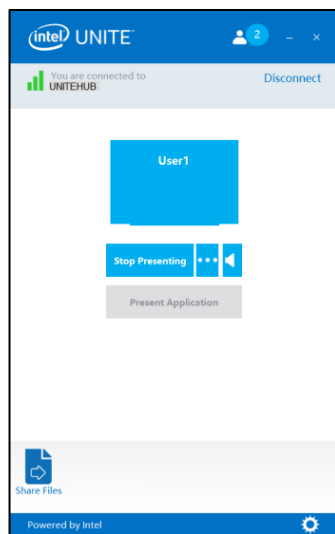 intel UNITE
2
You are connected to
UNITEHUB
Disconnect
User1
Stop Presenting
Present Application
Share Files
Powered by Intel